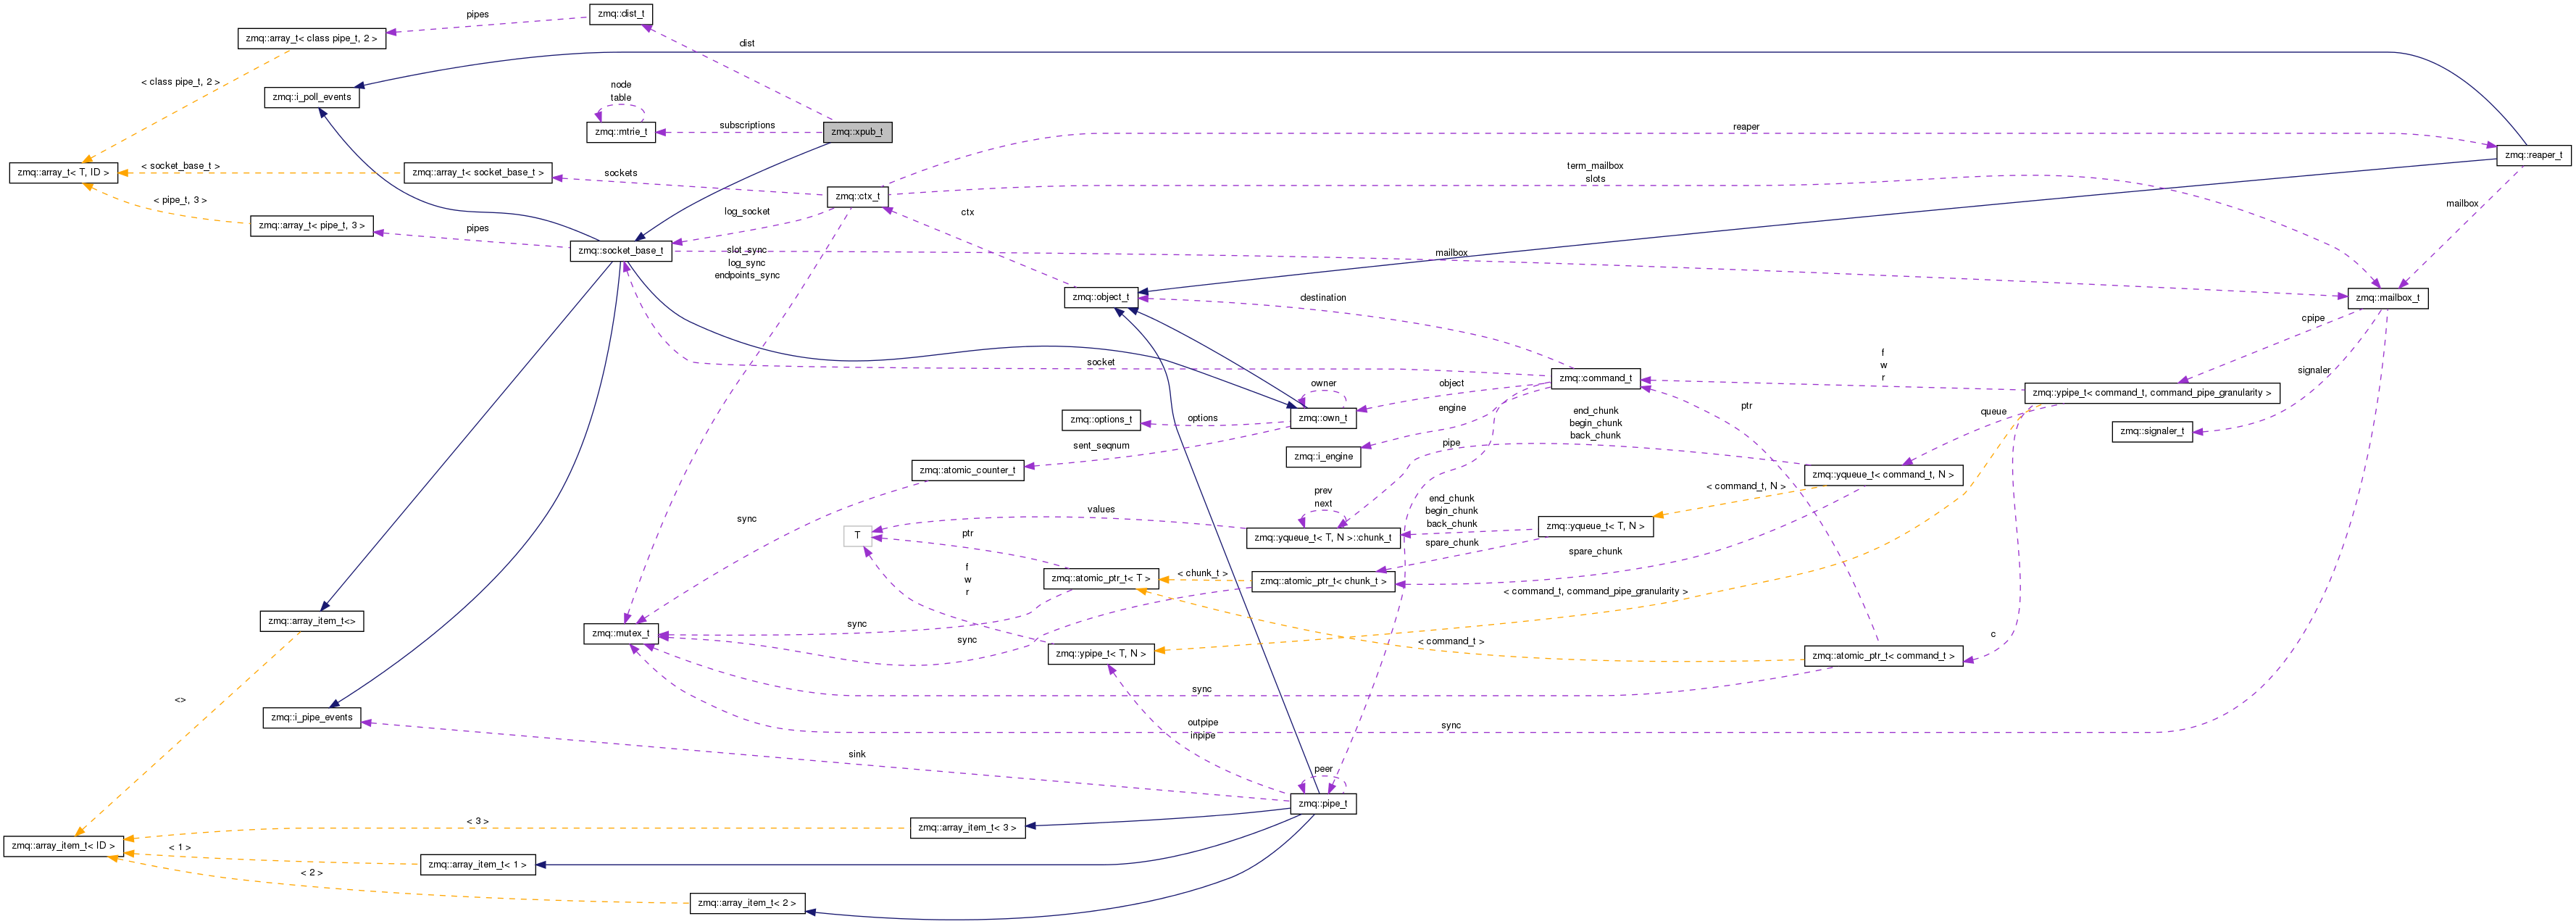 zmq::dist_t
pipes
zmq::array_t< class pipe_t, 2 >
dist
< class pipe_t, 2 >
node
table
zmq::i_poll_events
zmq::mtrie_t
subscriptions
zmq::xpub_t
reaper
zmq::reaper_t
< socket_base_t >
zmq::array_t< T, ID >
zmq::array_t< socket_base_t >
sockets
term_mailbox
slots
zmq::ctx_t
< pipe_t, 3 >
mailbox
zmq::array_t< pipe_t, 3 >
pipes
log_socket
ctx
zmq::socket_base_t
slot_sync
log_sync
endpoints_sync
mailbox
zmq::object_t
destination
zmq::mailbox_t
cpipe
f
w
r
socket
signaler
zmq::command_t
owner
object
zmq::ypipe_t< command_t, command_pipe_granularity >
zmq::options_t
options
zmq::own_t
engine
ptr
end_chunk
begin_chunk
back_chunk
queue
zmq::signaler_t
sent_seqnum
pipe
zmq::i_engine
zmq::atomic_counter_t
zmq::yqueue_t< command_t, N >
< command_t, N >
prev
next
end_chunk
begin_chunk
back_chunk
sync
values
zmq::yqueue_t< T, N >
T
ptr
zmq::yqueue_t< T, N >::chunk_t
spare_chunk
spare_chunk
f
w
r
zmq::atomic_ptr_t< T >
< chunk_t >
zmq::atomic_ptr_t< chunk_t >
< command_t, command_pipe_granularity >
zmq::array_item_t<>
zmq::mutex_t
sync
sync
zmq::ypipe_t< T, N >
< command_t >
c
zmq::atomic_ptr_t< command_t >
sync
<>
zmq::i_pipe_events
outpipe
inpipe
sync
sink
peer
zmq::pipe_t
< 3 >
zmq::array_item_t< 3 >
zmq::array_item_t< ID >
< 1 >
zmq::array_item_t< 1 >
< 2 >
zmq::array_item_t< 2 >